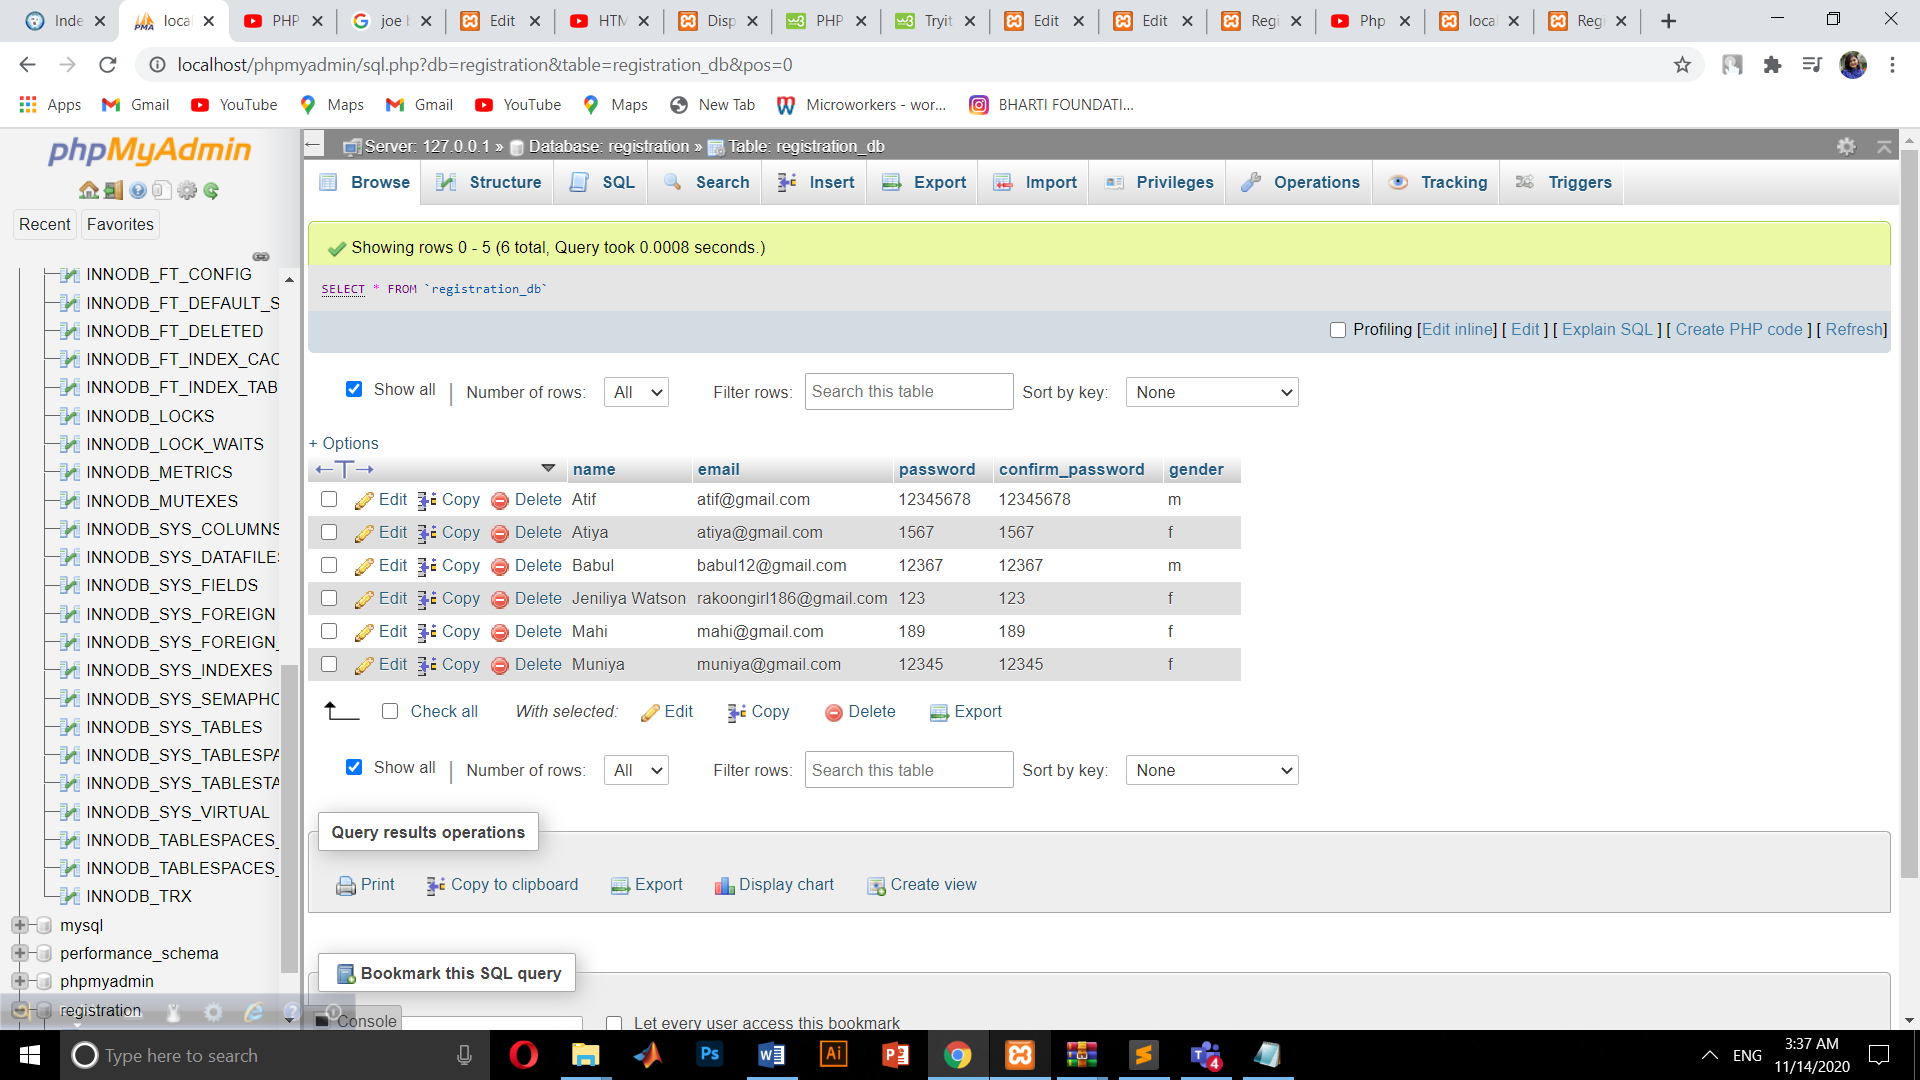 Inde
loca
PHP
joe b
Edit
HTM
Disp
PHP
Tryit
Edit
Edit
Regi
Php
loca
Regi
localhost/phpmyadmin/sql.php?db=registration&table=registration_db&pos=0
Apps Gmail YouTube Maps Gmail YouTube Maps New Tab Microworkers - wor... BHARTI FOUNDATI...
phpMyAdmin
Recent Favorites
INNODB_FT_CONFIG
INNODB_FT_DEFAULT_S
INNODB_FT_DELETED
INNODB_FT_INDEX_CAC
INNODB_FT_INDEX_TAB
INNODB_LOCKS
INNODB_LOCK_WAITS
INNODB_METRICS
INNODB_MUTEXES
INNODB_SYS_COLUMNS
INNODB_SYS_DATAFILES
INNODB_SYS_FIELDS
INNODB_SYS_FOREIGN
INNODB_SYS_FOREIGN_
INNODB_SYS_INDEXES
INNODB_SYS_SEMAPHO
INNODB_SYS_TABLES
INNODB_SYS_TABLESPA
INNODB_SYS_TABLESTA
INNODB_SYS_VIRTUAL
INNODB_TABLESPACES_
INNODB_TABLESPACES_
INNODB_TRX
mysql
performance_schema
phpmyadmin
registration
Server: 127.0.0.1 » Database: registration » Table: registration_db
Browse Structure SQL Search Insert Export Import Privileges Operations Tracking Triggers
Showing rows 0 - 5 (6 total, Query took 0.0008 seconds.)
SELECT * FROM `registration_db`
Profiling [Edit inline] [ Edit ] [ Explain SQL ] [ Create PHP code ] [ Refresh]
Show all | Number of rows: All Filter rows: Search this table Sort by key: None
+ Options
name email password confirm_password gender
Edit Copy Delete Atif atif@gmail.com 12345678 12345678 m
Edit Copy Delete Atiya atiya@gmail.com 1567 1567 f
Edit Copy Delete Babul babul12@gmail.com 12367 12367 m
Edit Copy Delete Jeniliya Watson rakoongirl186@gmail.com 123 123 f
Edit Copy Delete Mahi mahi@gmail.com 189 189 f
Edit Copy Delete Muniya muniya@gmail.com 12345 12345 f
Check all With selected: Edit Copy Delete Export
Show all | Number of rows: All Filter rows: Search this table Sort by key: None
Query results operations
Print Copy to clipboard Export Display chart Create view
Bookmark this SQL query
Console
Let every user access this bookmark
Type here to search
Ps
Ai
4
ENG
3:37 AM
11/14/2020